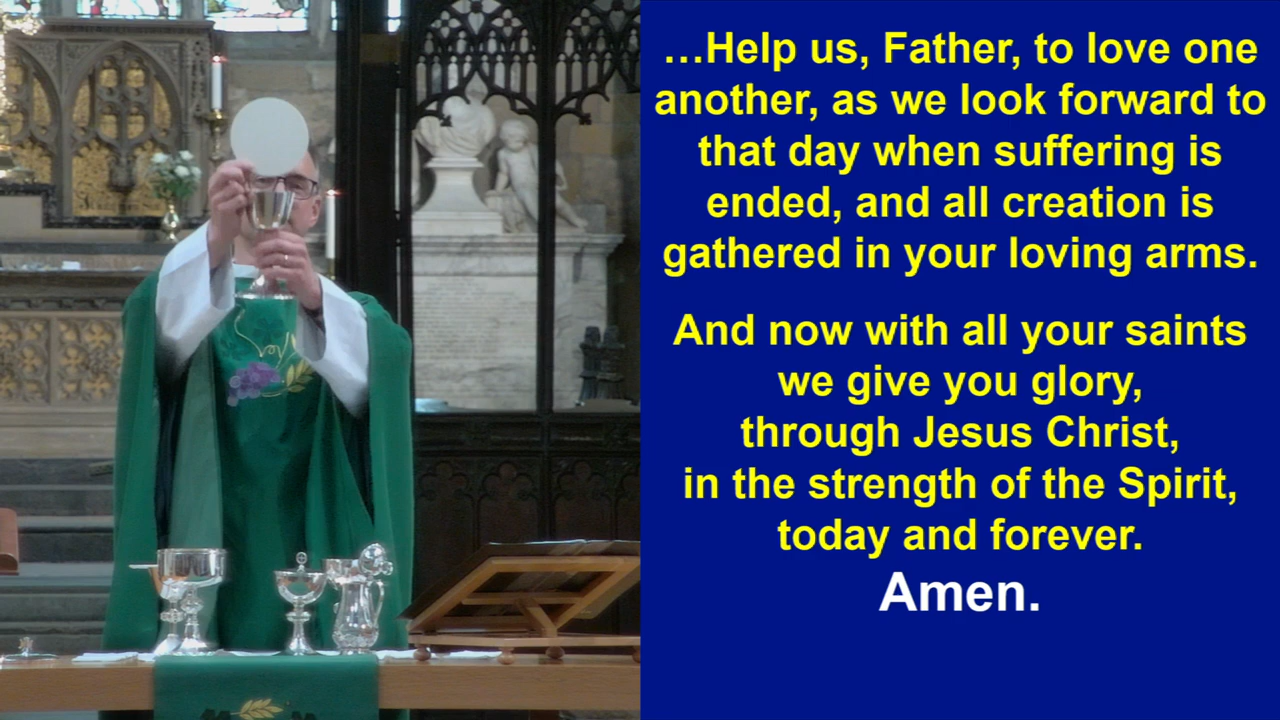 …Help us, Father, to love one
another, as we look forward to
that day when suffering is
ended, and all creation is
gathered in your loving arms.
And now with all your saints
we give you glory,
through Jesus Christ,
in the strength of the Spirit,
today and forever.
Amen.